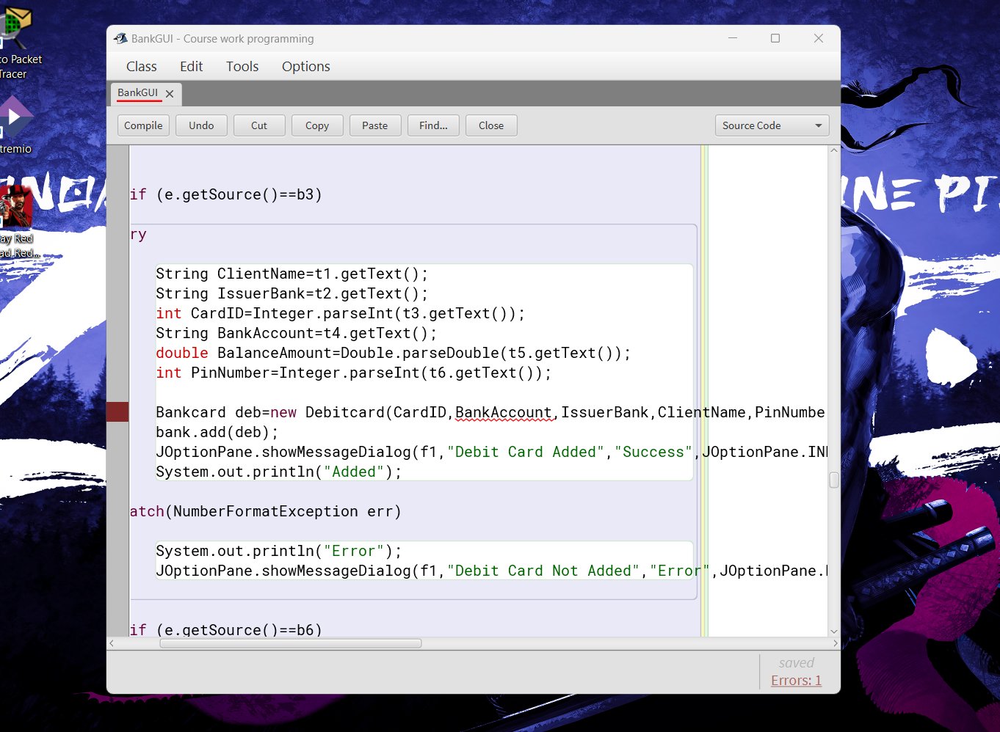 co Packet
Tracer
tremio
ay Red
ad Red...
BankGUI - Course work programming
Class Edit Tools Options
BankGUI
Compile Undo Cut Copy Paste Find... Close Source Code
if (e.getSource()==b3)
ry
String ClientName=t1.getText();
String IssuerBank=t2.getText();
int CardID=Integer.parseInt(t3.getText());
String BankAccount=t4.getText();
double BalanceAmount=Double.parseDouble(t5.getText());
int PinNumber=Integer.parseInt(t6.getText());
Bankcard deb=new Debitcard(CardID,BankAccount,IssuerBank,ClientName,PinNumbe
bank.add(deb);
JOptionPane.showMessageDialog(f1,"Debit Card Added","Success",JOptionPane.IN
System.out.println("Added");
atch(NumberFormatException err)
System.out.println("Error");
JOptionPane.showMessageDialog(f1,"Debit Card Not Added","Error",JOptionPane.
if (e.getSource()==b6)
saved
Errors: 1
INE PI